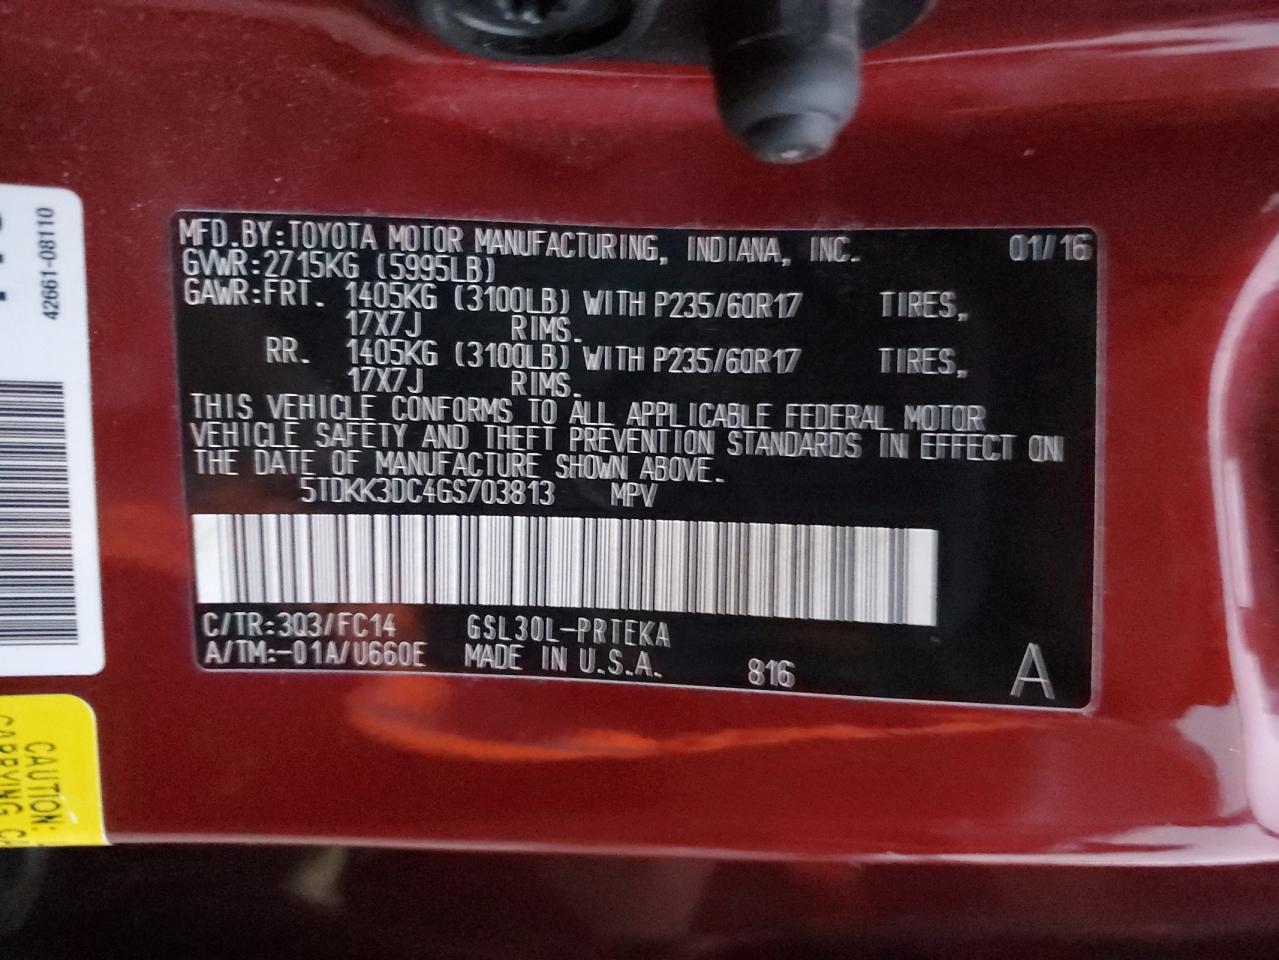 MFD.BY:TOYOTA MOTOR MANUFACTURING, INDIANA, INC. 01/16
GVWR:2715KG (5995LB)
GAWR:FRT. 1405KG (3100LB) WITH P235/60R17 TIRES,
17X7J RIMS.
RR. 1405KG (3100LB) WITH P235/60R17 TIRES,
17X7J RIMS.
THIS VEHICLE CONFORMS TO ALL APPLICABLE FEDERAL MOTOR
VEHICLE SAFETY AND THEFT PREVENTION STANDARDS IN EFFECT ON
THE DATE OF MANUFACTURE SHOWN ABOVE.
5TDKK3DC4GS703813 MPV
C/TR:3Q3/FC14 GSL30L-PRTEKA
A/TM:-01A/U660E MADE IN U.S.A. 816 A
42661-08110
CAUTION:
CARRYING